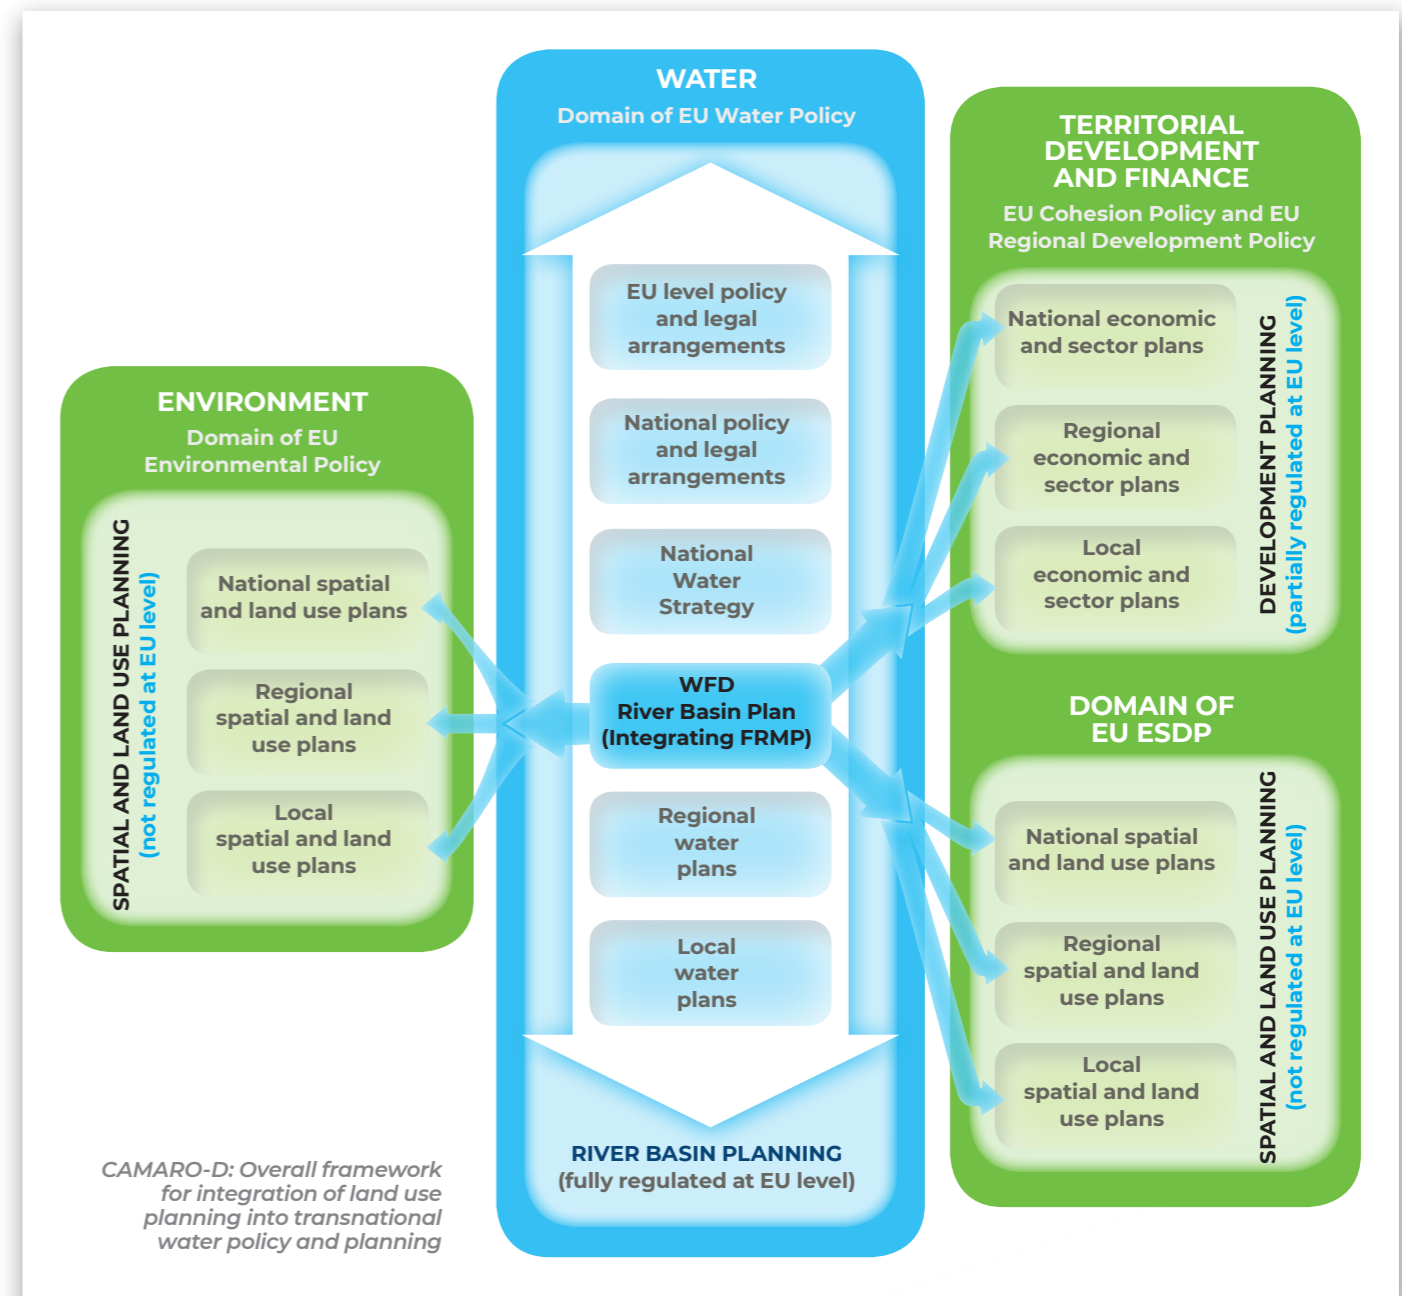 WATER
Domain of EU Water Policy
EU level policy
and legal
arrangements
National policy
and legal
arrangements
National
Water
Strategy
WFD
River Basin Plan
(Integrating FRMP)
Regional
water
plans
Local
water
plans
RIVER BASIN PLANNING
(fully regulated at EU level)
ENVIRONMENT
Domain of EU
Environmental Policy
SPATIAL AND LAND USE PLANNING
(not regulated at EU level)
National spatial
and land use plans
Regional
spatial and land
use plans
Local
spatial and land
use plans
TERRITORIAL
DEVELOPMENT
AND FINANCE
EU Cohesion Policy and EU
Regional Development Policy
National economic
and sector plans
Regional
economic and
sector plans
Local
economic and
sector plans
DEVELOPMENT PLANNING
(partially regulated at EU level)
DOMAIN OF
EU ESDP
National spatial
and land use plans
Regional
spatial and land
use plans
Local
spatial and land
use plans
SPATIAL AND LAND USE PLANNING
(not regulated at EU level)
CAMARO-D: Overall framework
for integration of land use
planning into transnational
water policy and planning